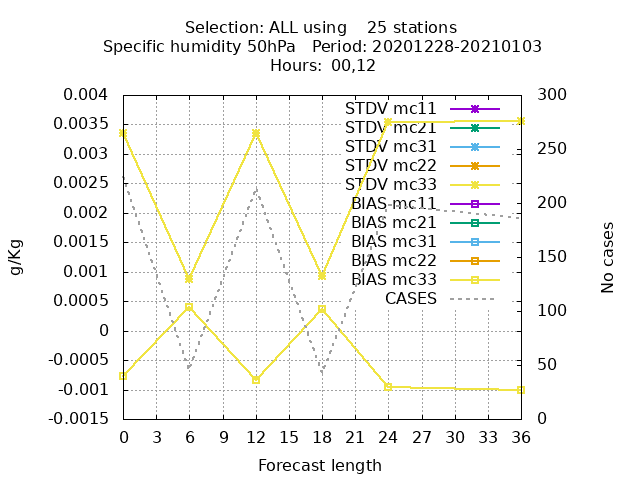 Selection: ALL using    25 stations
Specific humidity 50hPa   Period: 20201228-20210103
Hours: 00,12
0.004
0.0035
0.003
0.0025
0.002
0.0015
0.001
0.0005
0
-0.0005
-0.001
-0.0015
g/Kg
STDV mc11
STDV mc21
STDV mc31
STDV mc22
STDV mc33
BIAS mc11
BIAS mc21
BIAS mc31
BIAS mc22
BIAS mc33
CASES
300
250
200
150
100
50
0
No cases
0 3 6 9 12 15 18 21 24 27 30 33 36
Forecast length